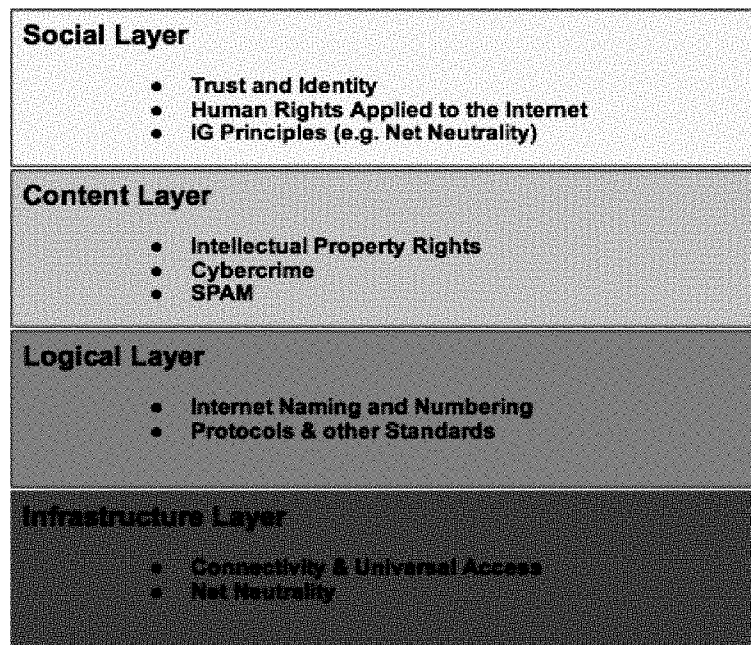 Social Layer
● Trust and Identity
● Human Rights Applied to the Internet
● IG Principles (e.g. Net Neutrality)
Content Layer
● Intellectual Property Rights
● Cybercrime
● SPAM
Logical Layer
● Internet Naming and Numbering
● Protocols & other Standards
Infrastructure Layer
● Connectivity & Universal Access
● Net Neutrality